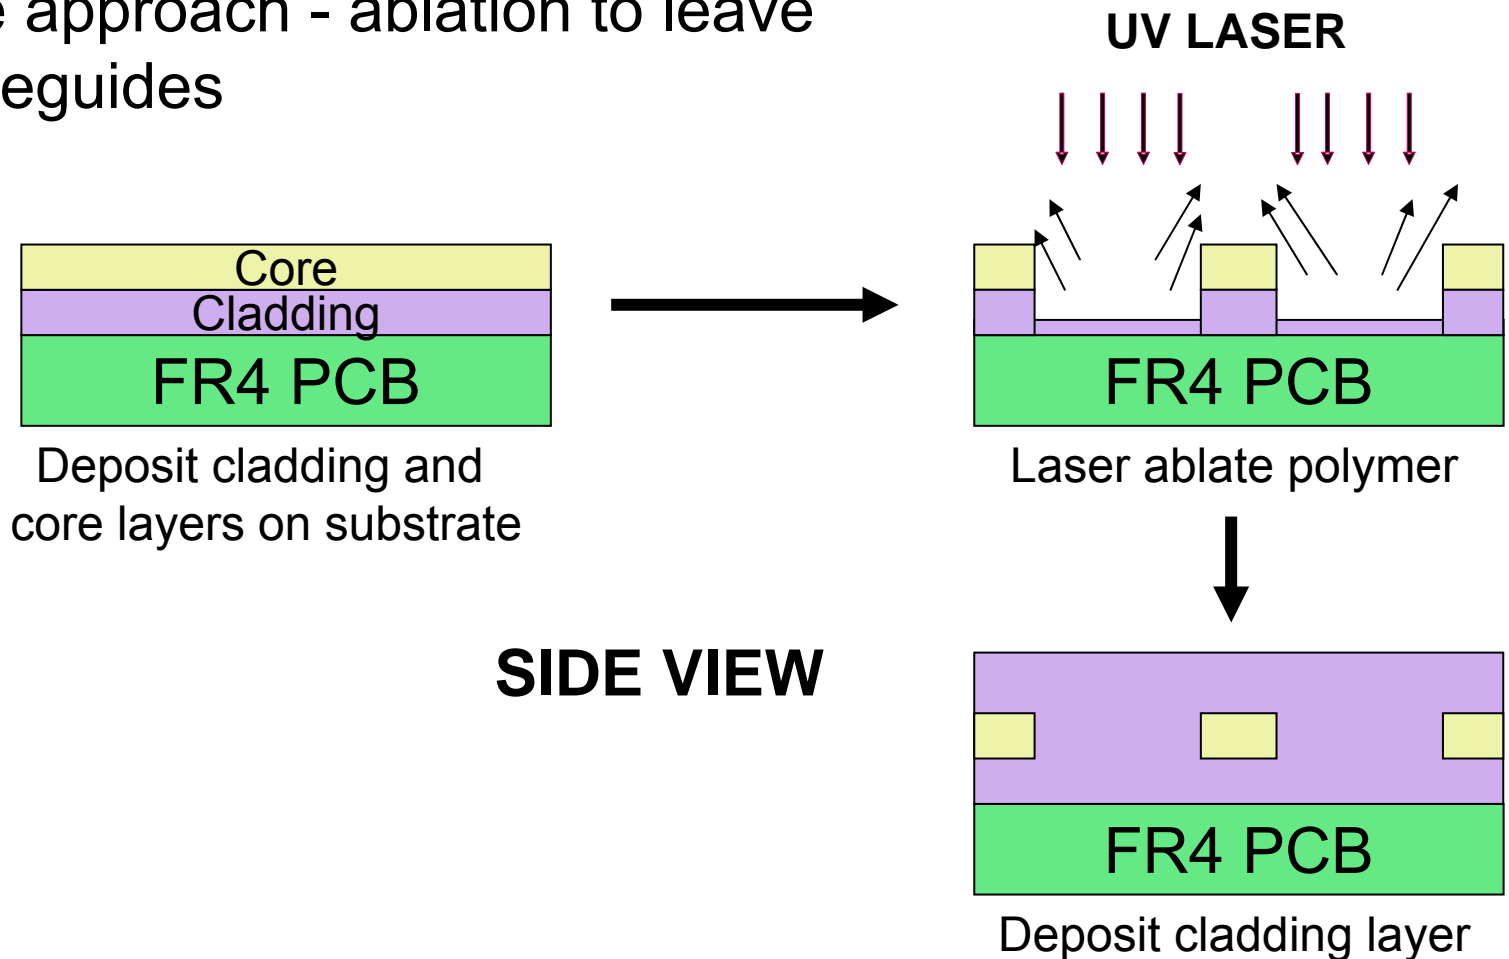 e approach - ablation to leave
eguides
UV LASER
Core
Cladding
FR4 PCB
Deposit cladding and
core layers on substrate
FR4 PCB
Laser ablate polymer
SIDE VIEW
FR4 PCB
Deposit cladding layer